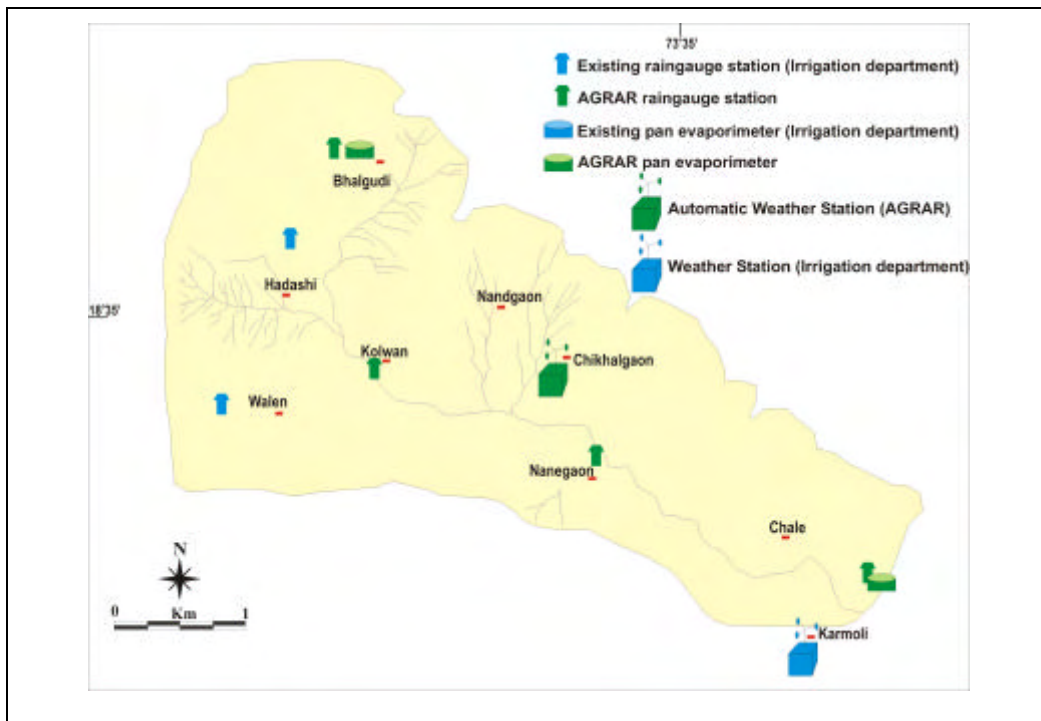 73°35'
Existing raingauge station (Irrigation department)
AGRAR raingauge station
Existing pan evaporimeter (Irrigation department)
AGRAR pan evaporimeter
Automatic Weather Station (AGRAR)
Weather Station (Irrigation department)
Bhalgudi
Hadashi
Nandgaon
18°35'
Kolwan
Chikhalgaon
Walen
Nanegaon
Chale
N
0 Km 1
Karmoli